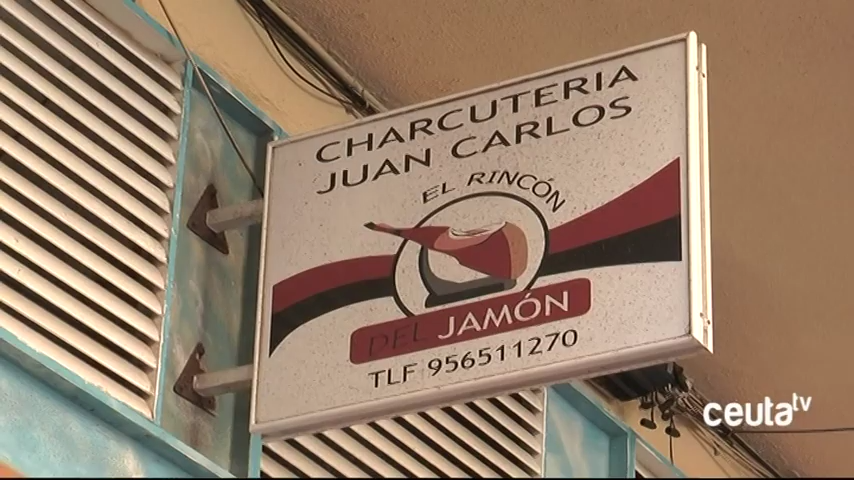 CHARCUTERIA
JUAN CARLOS
EL RINCÓN
DEL JAMÓN
TLF 956511270
ceutatv